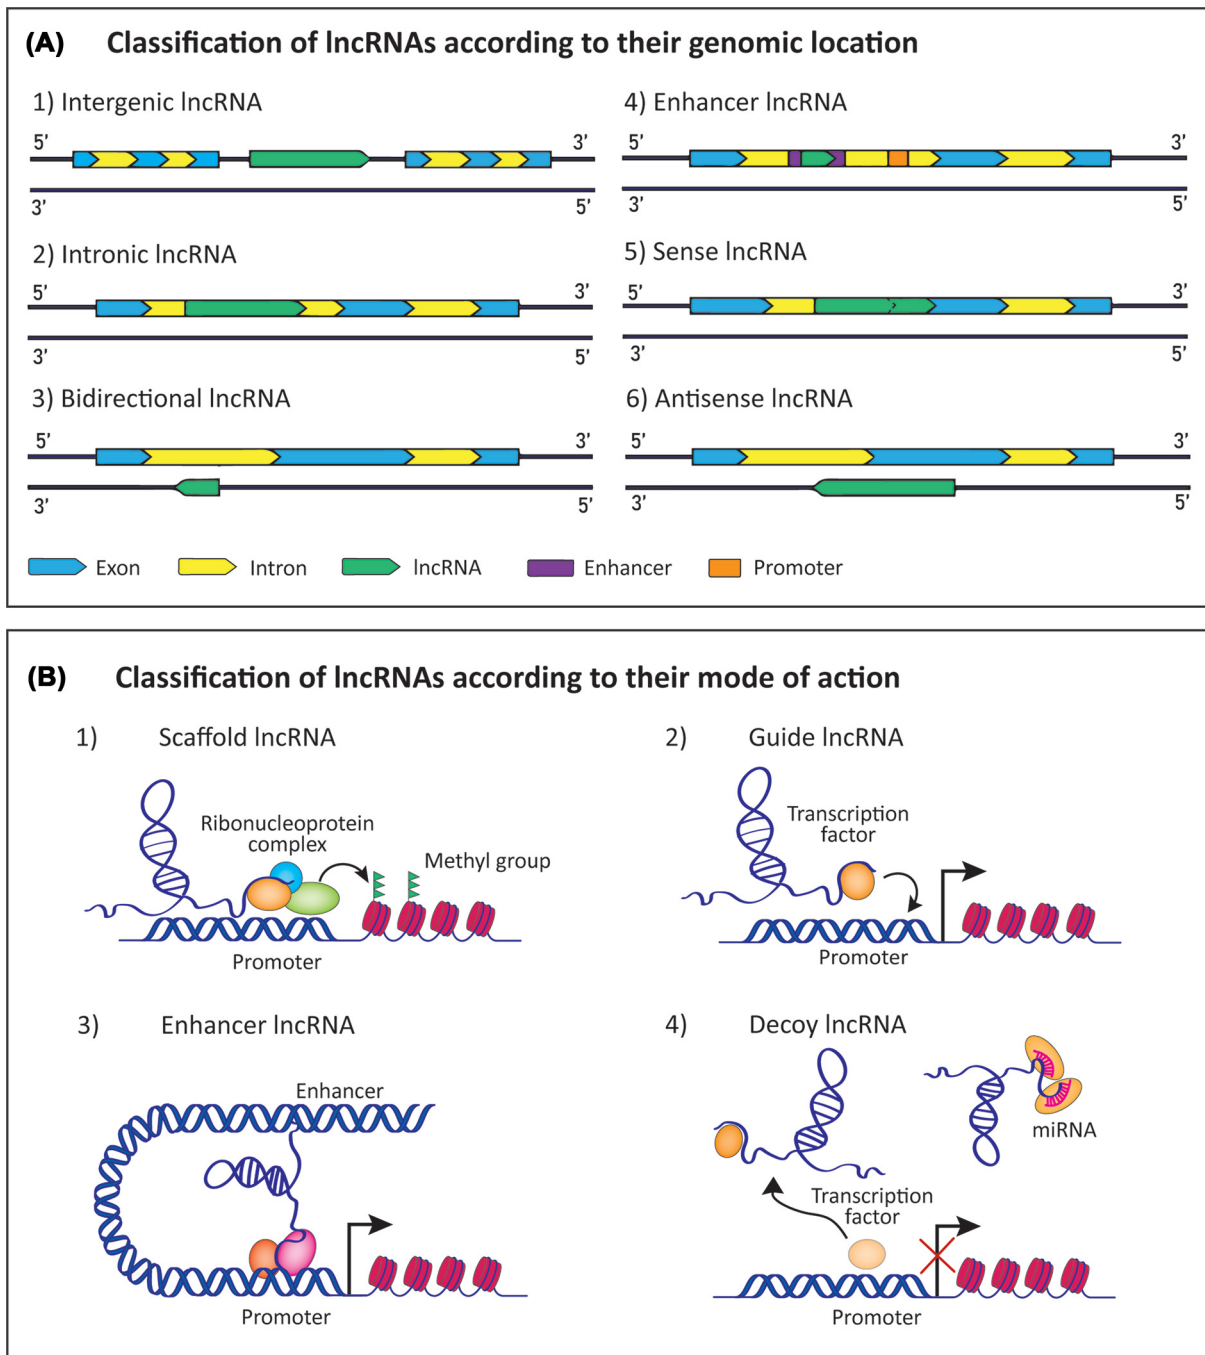 (A) Classification of lncRNAs according to their genomic location
1) Intergenic lncRNA
5’ 3’
3’ 5’
2) Intronic lncRNA
5’ 3’
3’ 5’
3) Bidirectional lncRNA
5’ 3’
3’ 5’
4) Enhancer lncRNA
5’ 3’
3’ 5’
5) Sense lncRNA
5’ 3’
3’ 5’
6) Antisense lncRNA
5’ 3’
3’ 5’
Exon Intron lncRNA Enhancer Promoter
(B) Classification of lncRNAs according to their mode of action
1) Scaffold lncRNA
Ribonucleoprotein
complex
Methyl group
Promoter
2) Guide lncRNA
Transcription
factor
Promoter
3) Enhancer lncRNA
Enhancer
Promoter
4) Decoy lncRNA
miRNA
Transcription
factor
Promoter